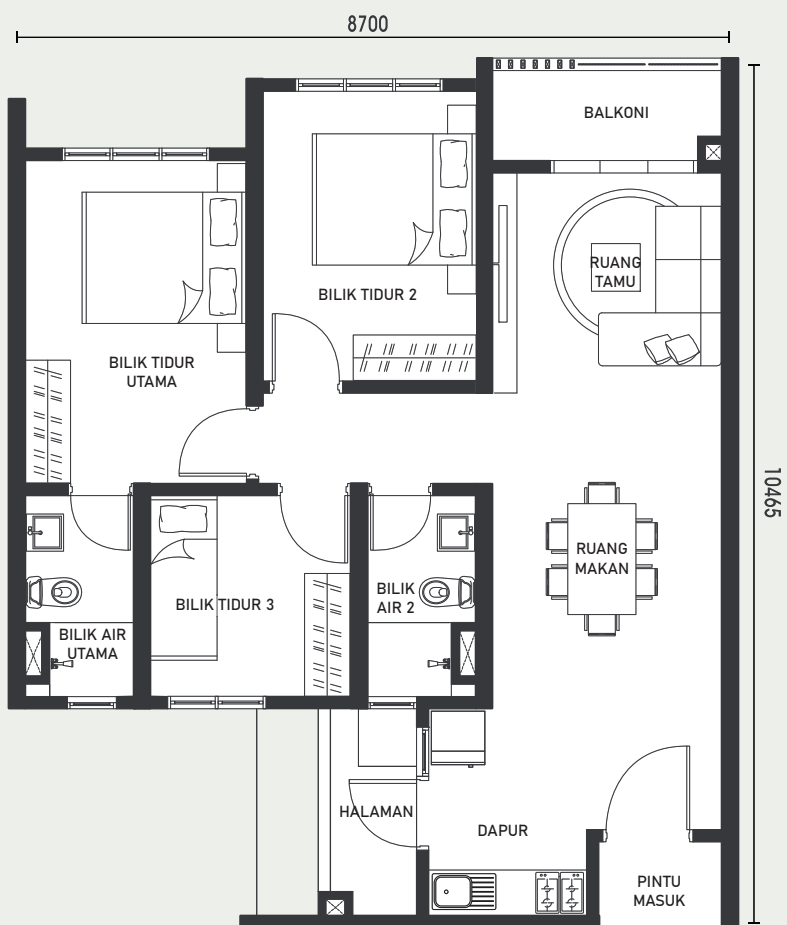 8700
BALKONI
RUANG
TAMU
BILIK TIDUR 2
BILIK TIDUR
UTAMA
10465
RUANG
MAKAN
BILIK TIDUR 3
BILIK
AIR 2
BILIK AIR
UTAMA
HALAMAN
DAPUR
PINTU
MASUK